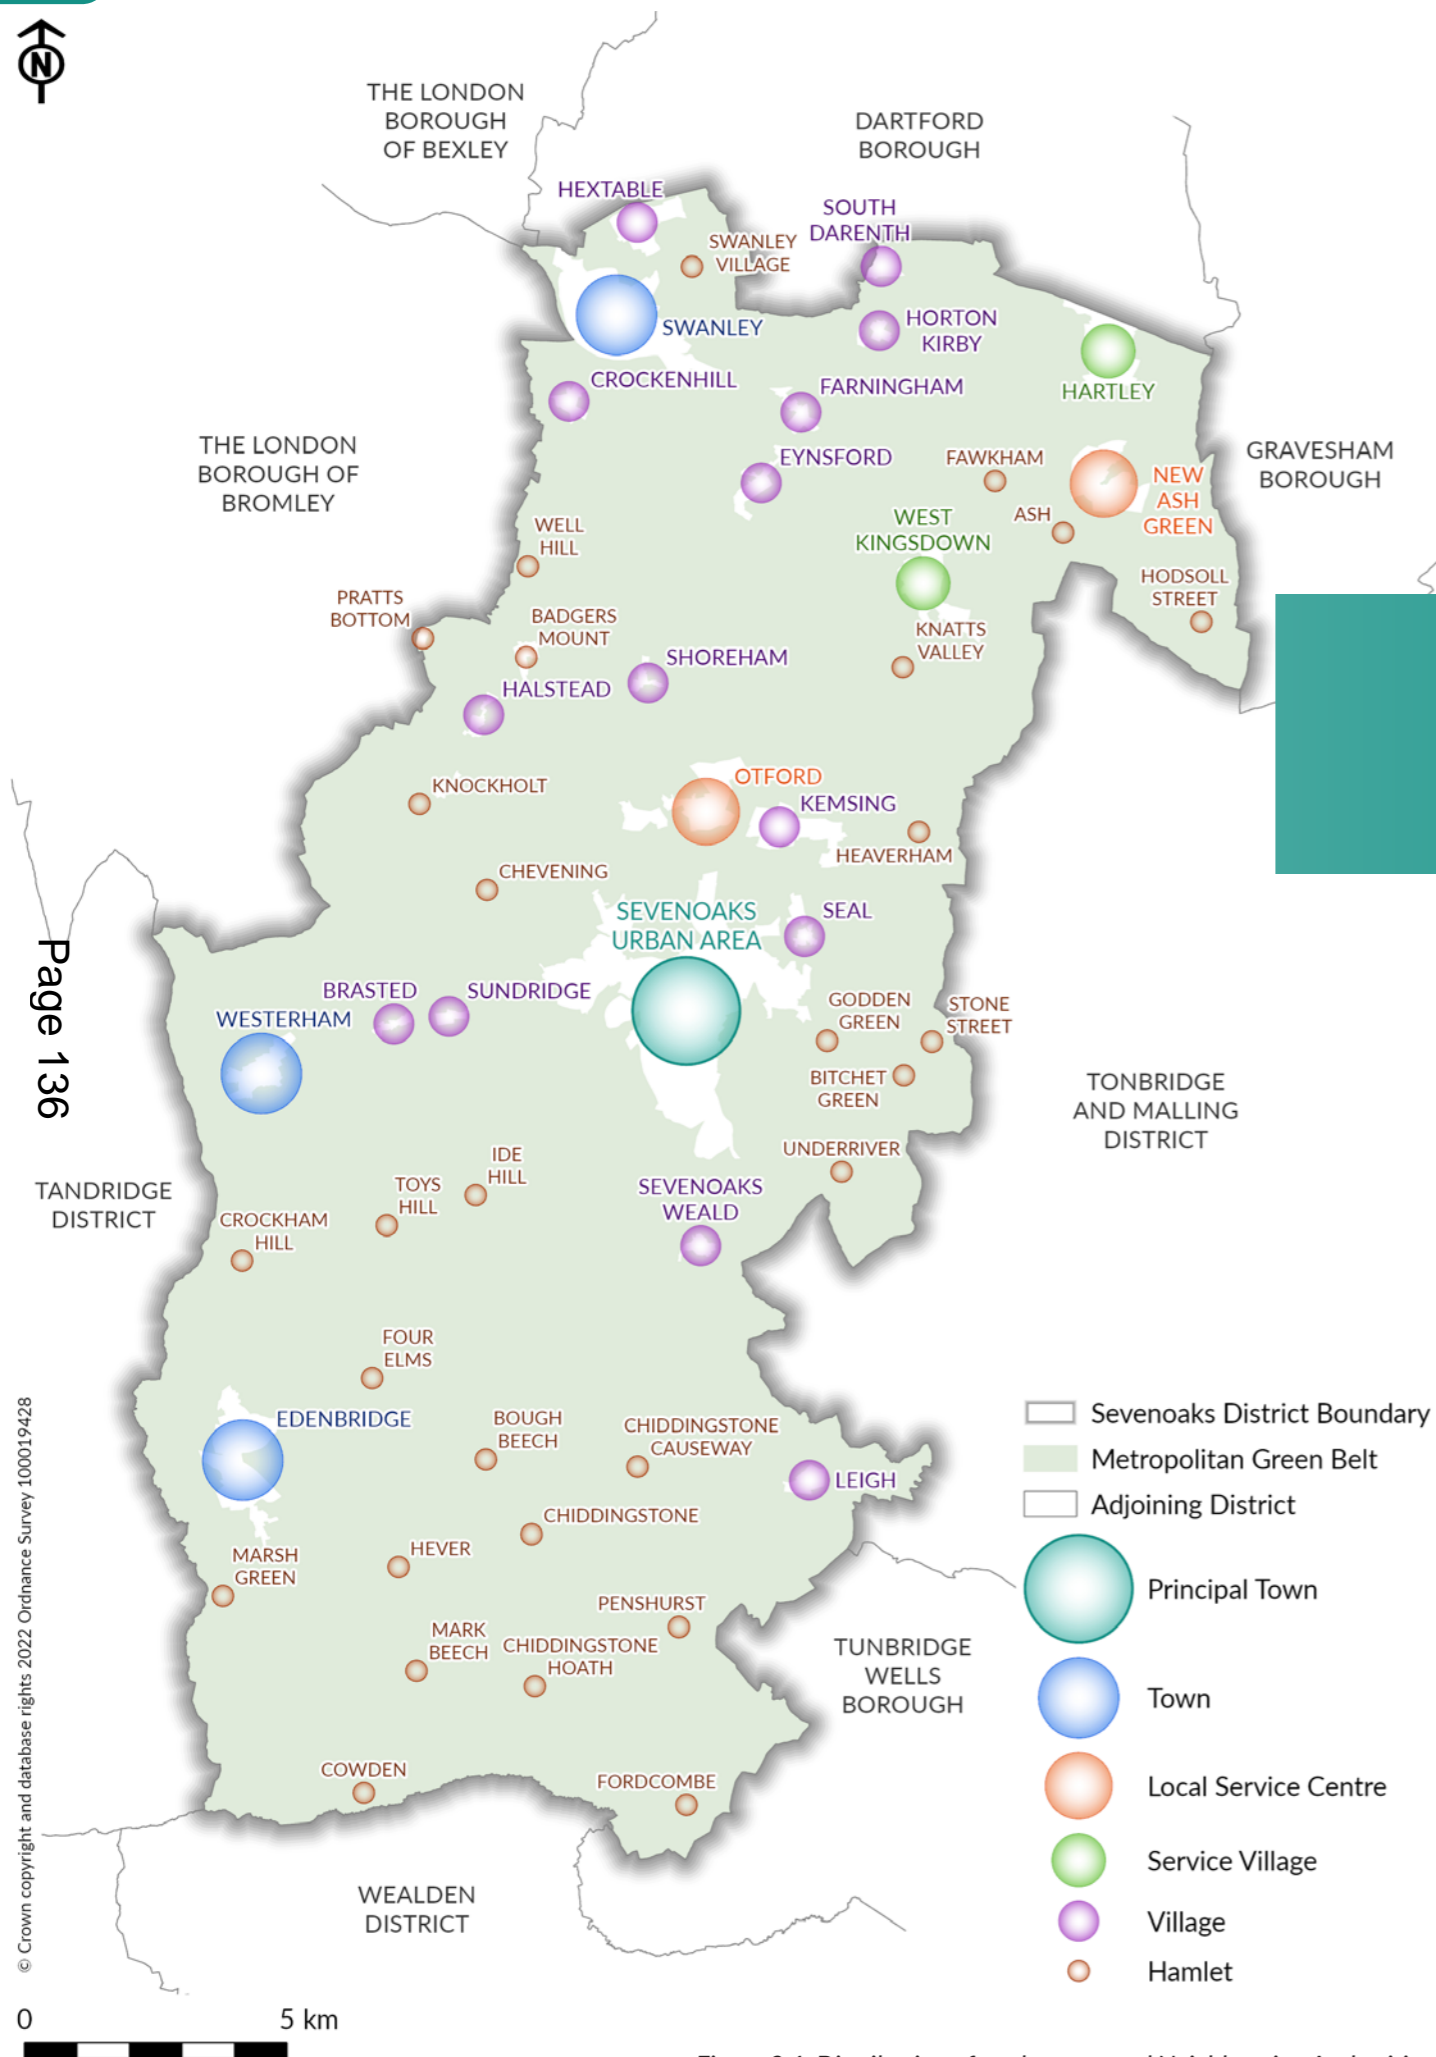 N
THE LONDON
BOROUGH
OF BEXLEY
DARTFORD
BOROUGH
HEXTABLE
SOUTH
DARENTH
SWANLEY
VILLAGE
SWANLEY
HORTON
KIRBY
HARTLEY
CROCKENHILL
FARNINGHAM
THE LONDON
BOROUGH OF
BROMLEY
EYNSFORD
FAWKHAM
GRAVESHAM
BOROUGH
NEW
ASH
GREEN
ASH
WEST
KINGSDOWN
WELL
HILL
HODSOLL
STREET
PRATTS
BOTTOM
BADGERS
MOUNT
KNATTS
VALLEY
SHOREHAM
HALSTEAD
KNOCKHOLT
OTFORD
KEMSING
HEAVERHAM
CHEVENING
SEVENOAKS
URBAN AREA
SEAL
Page 136
BRASTED
SUNDRIDGE
WESTERHAM
GODDEN
GREEN
STONE
STREET
BITCHET
GREEN
TONBRIDGE
AND MALLING
DISTRICT
UNDERRIVER
IDE
HILL
TOYS
HILL
SEVENOAKS
WEALD
TANDRIDGE
DISTRICT
CROCKHAM
HILL
FOUR
ELMS
EDENBRIDGE
BOUGH
BEECH
CHIDDINGSTONE
CAUSEWAY
LEIGH
CHIDDINGSTONE
HEVER
MARSH
GREEN
PENSHURST
MARK
BEECH
CHIDDINGSTONE
HOATH
TUNBRIDGE
WELLS
BOROUGH
COWDEN
FORDCOMBE
WEALDEN
DISTRICT
Sevenoaks District Boundary
Metropolitan Green Belt
Adjoining District
Principal Town
Town
Local Service Centre
Service Village
Village
Hamlet
© Crown copyright and database rights 2022 Ordnance Survey 100019428
0 5 km